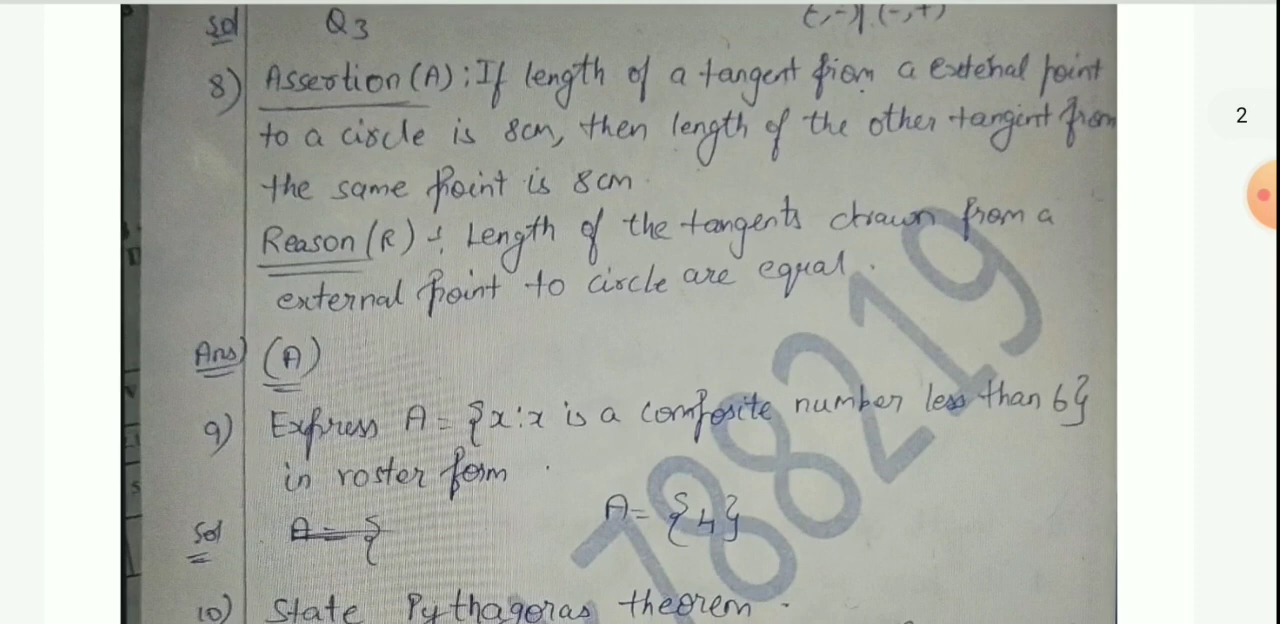 Sol Q3 (-,-) (-,+)
8) Assertion (A) : If length of a tangent from a external point
to a circle is 8cm, then length of the other tangent from
the same point is 8cm.
Reason (R) : Length of the tangents drawn from a
external point to circle are equal.
Ans) (A)
9) Express A = {x:x is a composite number less than 6}
in roster form.
Sol A = { A = {4}
10) State Pythagoras theorem.
78819
2